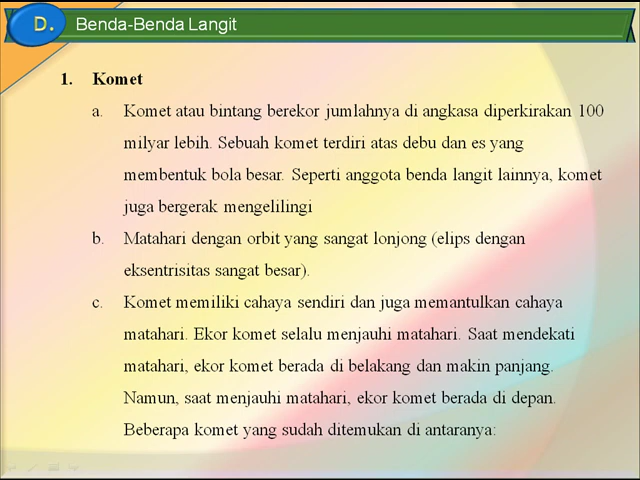 D. Benda-Benda Langit
1. Komet
a. Komet atau bintang berekor jumlahnya di angkasa diperkirakan 100
milyar lebih. Sebuah komet terdiri atas debu dan es yang
membentuk bola besar. Seperti anggota benda langit lainnya, komet
juga bergerak mengelilingi
b. Matahari dengan orbit yang sangat lonjong (elips dengan
eksentrisitas sangat besar).
c. Komet memiliki cahaya sendiri dan juga memantulkan cahaya
matahari. Ekor komet selalu menjauhi matahari. Saat mendekati
matahari, ekor komet berada di belakang dan makin panjang.
Namun, saat menjauhi matahari, ekor komet berada di depan.
Beberapa komet yang sudah ditemukan di antaranya: